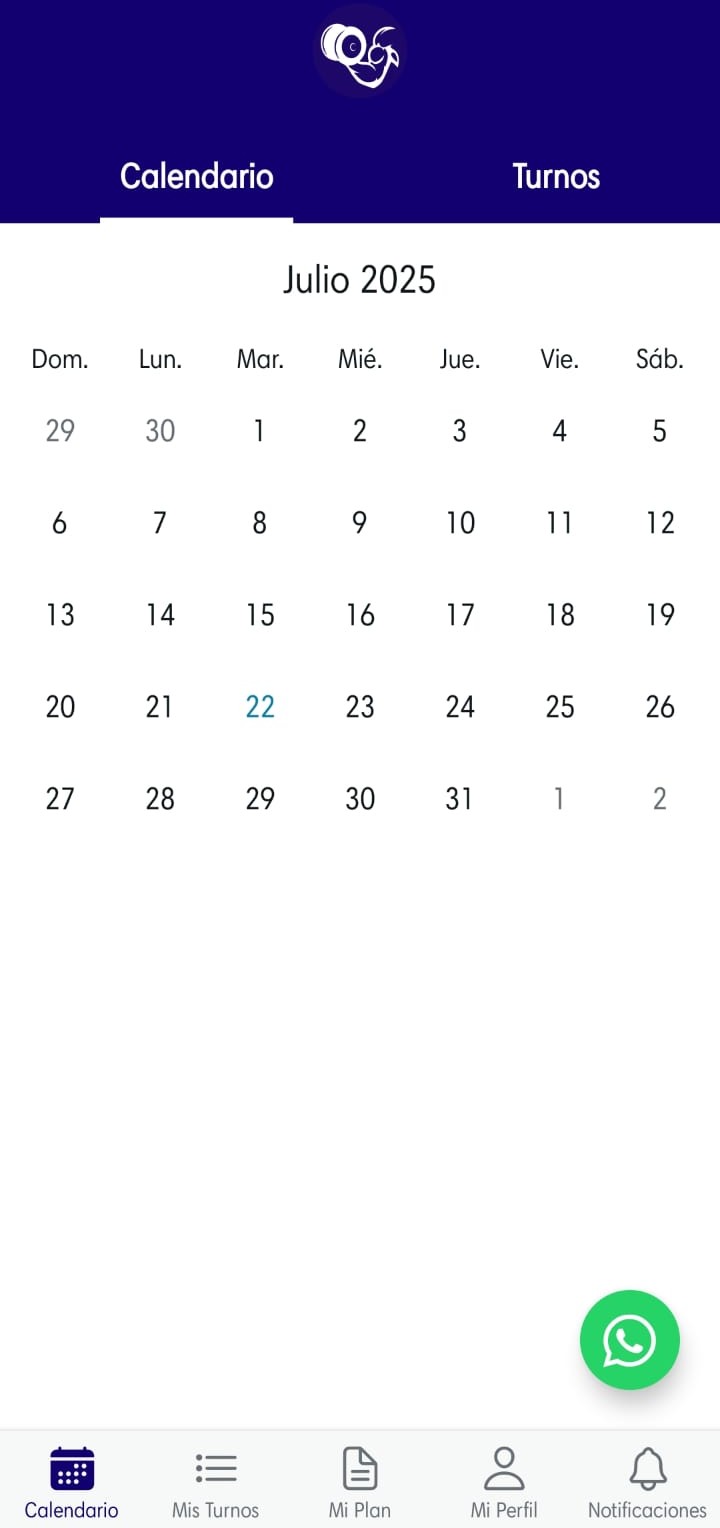 Calendario Turnos
Julio 2025
Dom. Lun. Mar. Mié. Jue. Vie. Sáb.
29 30 1 2 3 4 5
6 7 8 9 10 11 12
13 14 15 16 17 18 19
20 21 22 23 24 25 26
27 28 29 30 31 1 2
Calendario Mis Turnos Mi Plan Mi Perfil Notificaciones